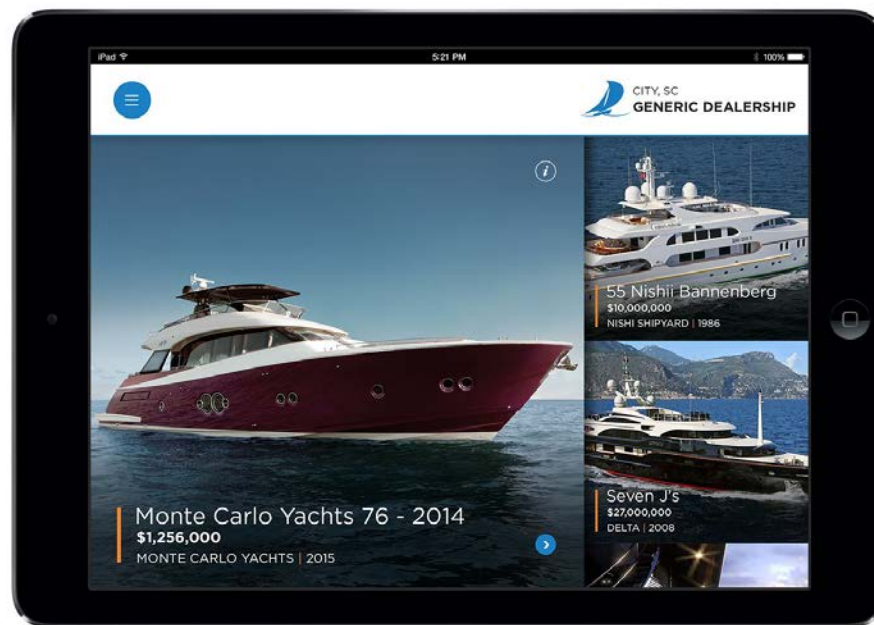 iPad
5:21 PM
100%
CITY, SC
GENERIC DEALERSHIP
i
Monte Carlo Yachts 76 - 2014
$1,256,000
MONTE CARLO YACHTS | 2015
55 Nishii Bannenberg
$10,000,000
NISHI SHIPYARD | 1986
Seven J's
$27,000,000
DELTA | 2008